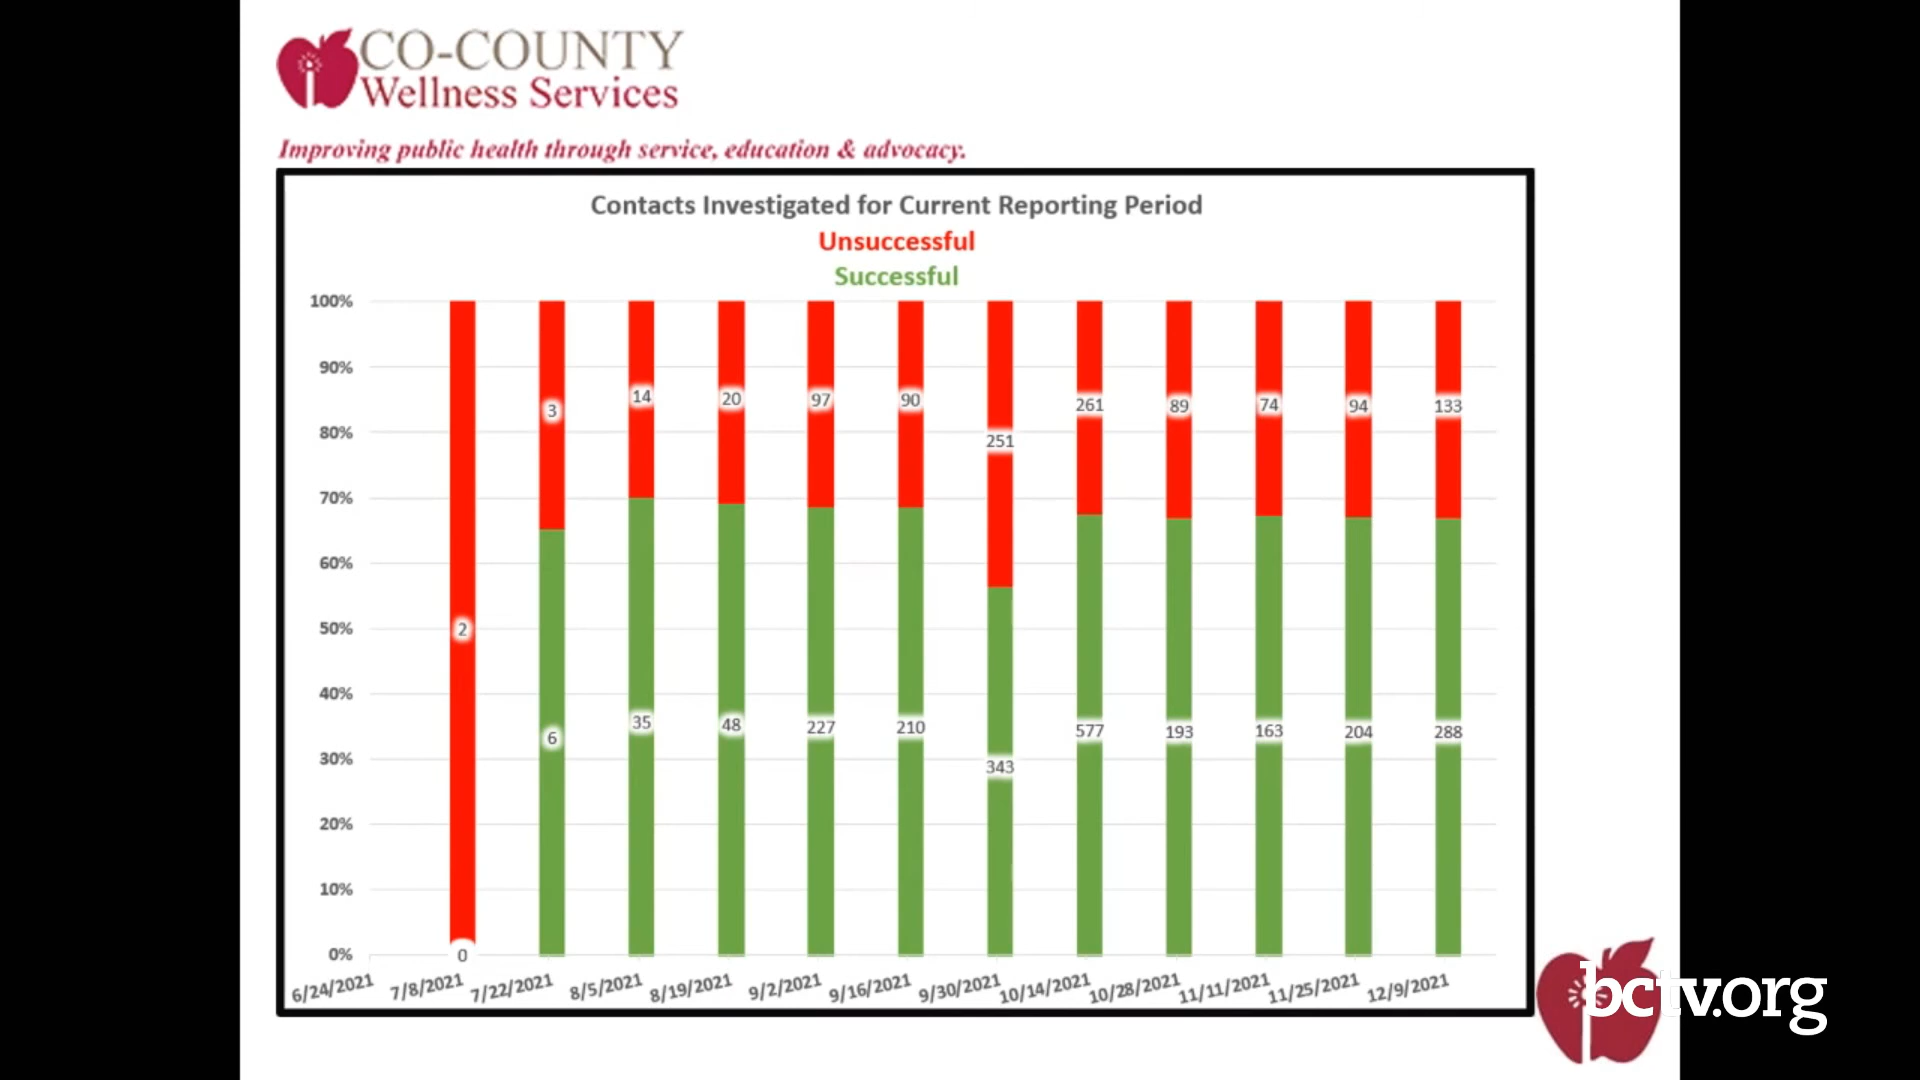 CO-COUNTY
Wellness Services
Improving public health through service, education & advocacy.
Contacts Investigated for Current Reporting Period
Unsuccessful
Successful
100%
90%
80%
70%
60%
50%
40%
30%
20%
10%
0%
3 14 20 97 90 251 261 89 74 94 133
2
6 35 48 227 210 343 577 193 163 204 288
0
6/24/2021 7/8/2021 7/22/2021 8/5/2021 8/19/2021 9/2/2021 9/16/2021 9/30/2021 10/14/2021 10/28/2021 11/11/2021 11/25/2021 12/9/2021
bctv.org